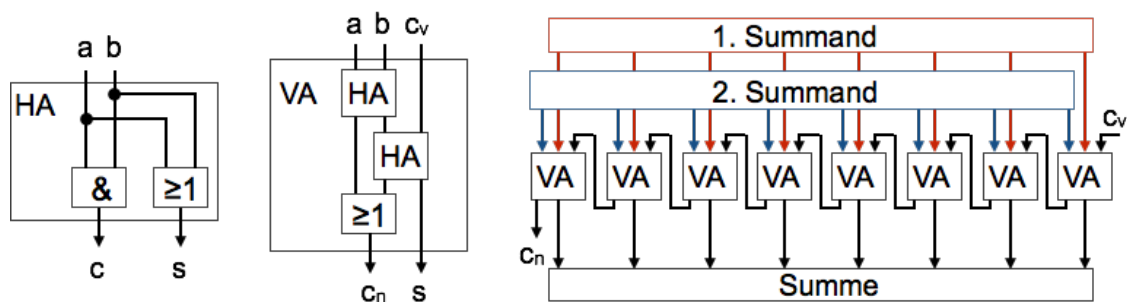 a b
HA
& ≥1
c s
a b cᵥ
VA
HA
HA
≥1
cₙ s
1. Summand
2. Summand
cᵥ
VA VA VA VA VA VA VA VA
cₙ
Summe